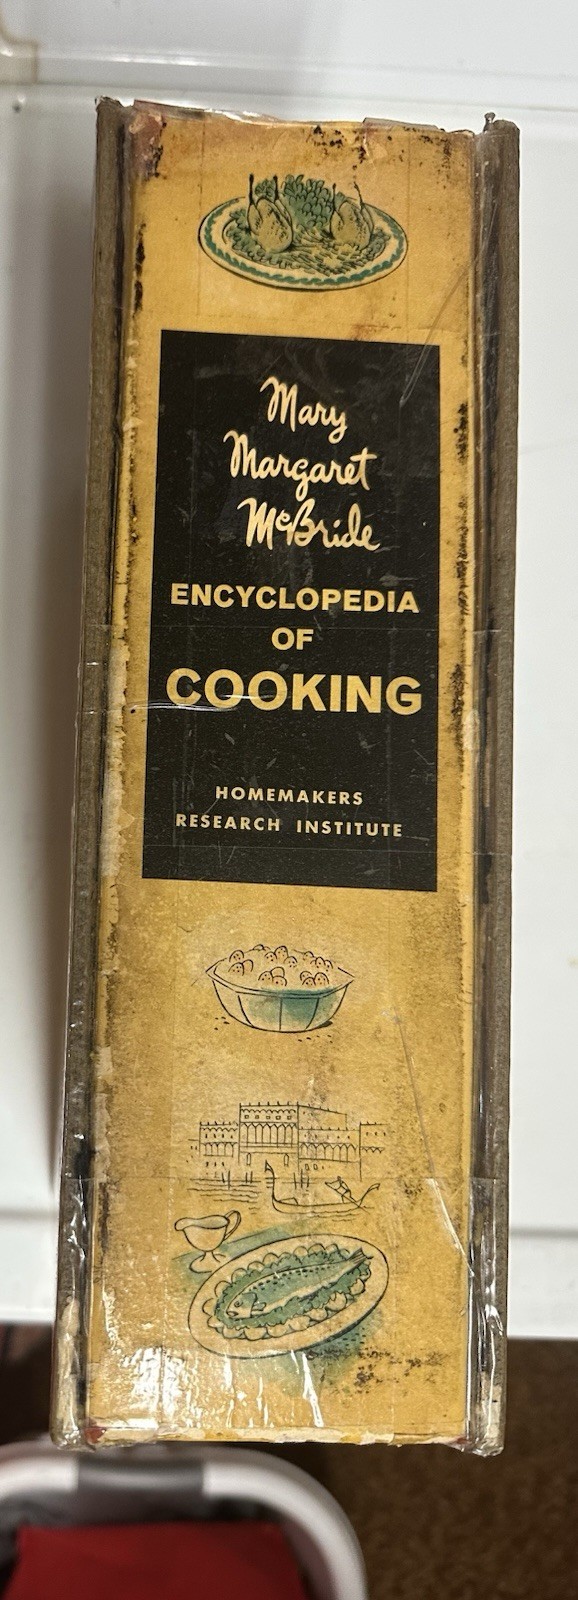 Mary
Margaret
McBride
ENCYCLOPEDIA
OF
COOKING
HOMEMAKERS
RESEARCH INSTITUTE